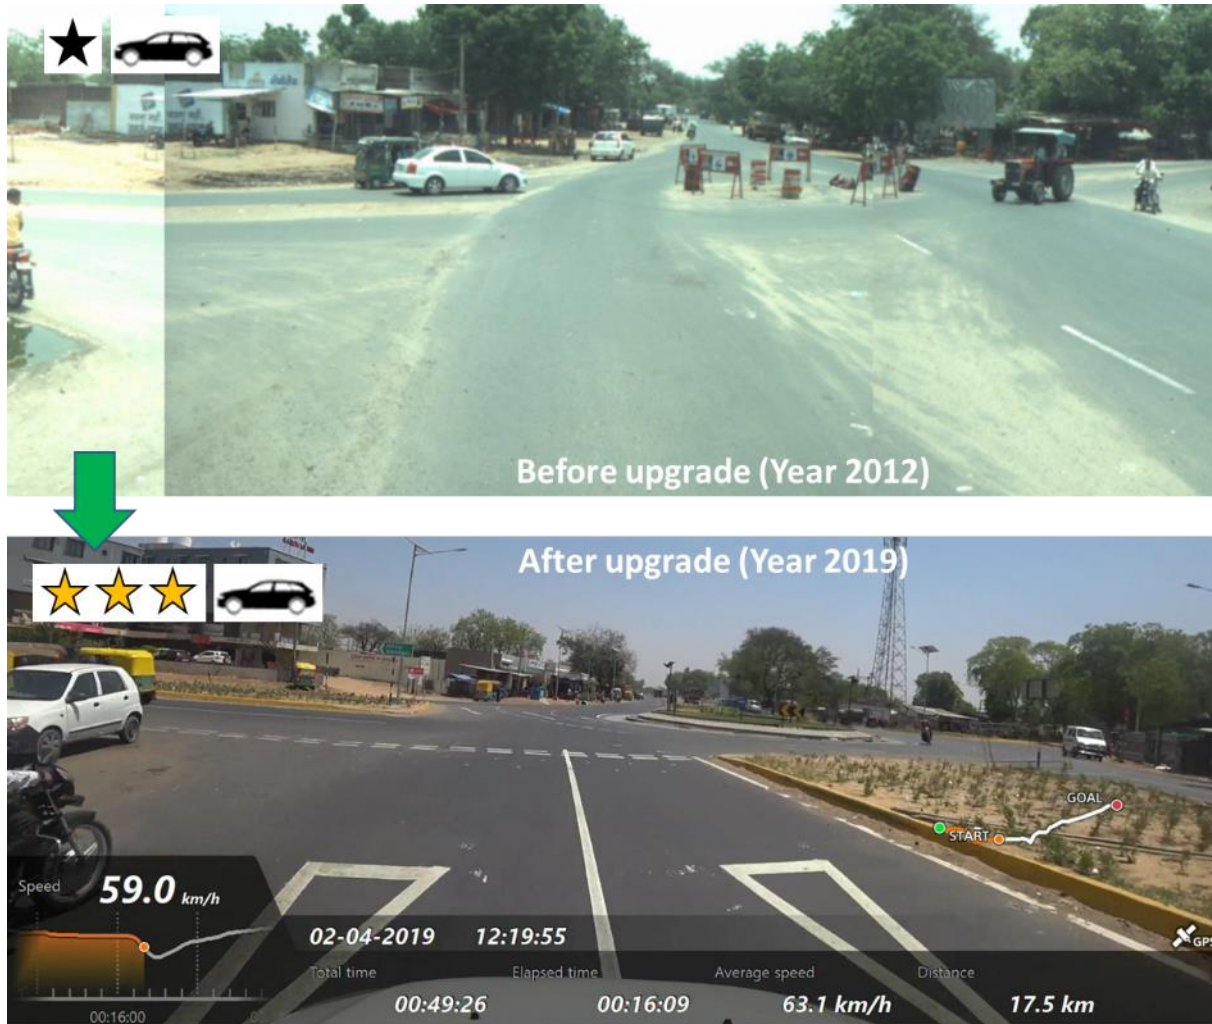 Before upgrade (Year 2012)
After upgrade (Year 2019)
GOAL
START
Speed
59.0 km/h
02-04-2019 12:19:55
GPS
Total time Elapsed time Average speed Distance
00:49:26 00:16:09 63.1 km/h 17.5 km
00:16:00